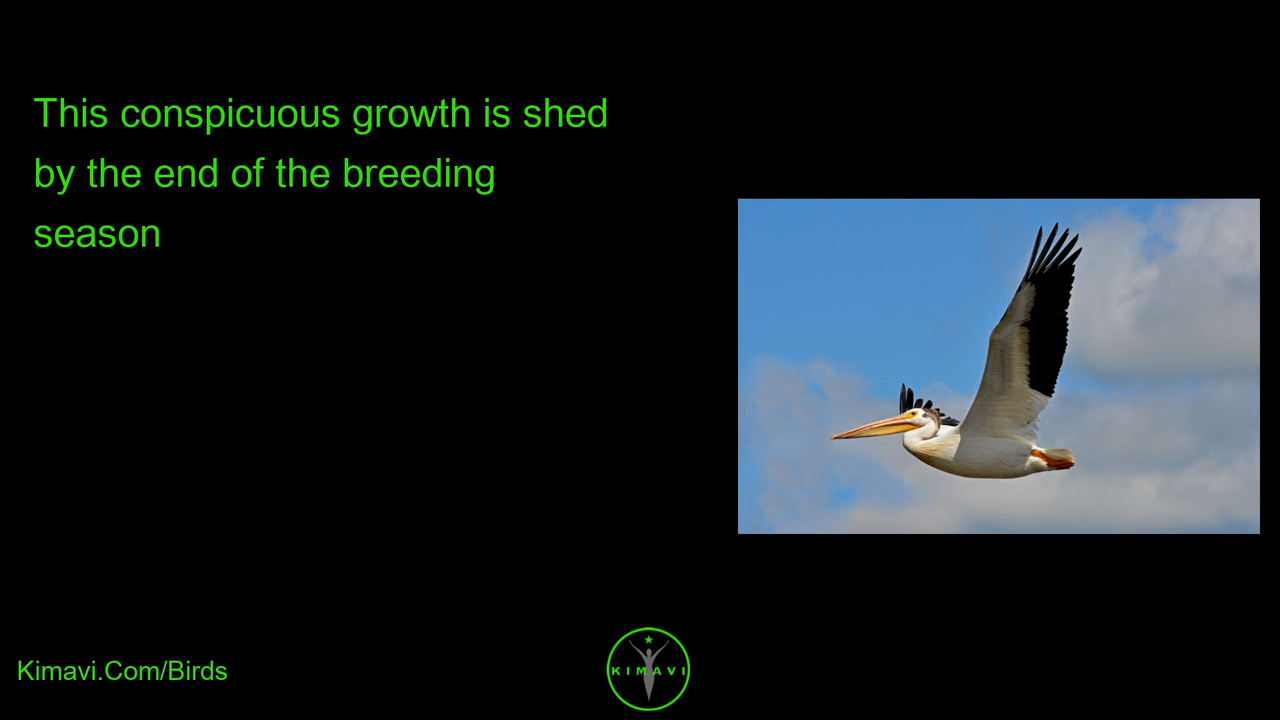 This conspicuous growth is shed
by the end of the breeding
season
Kimavi.Com/Birds
KIMAVI